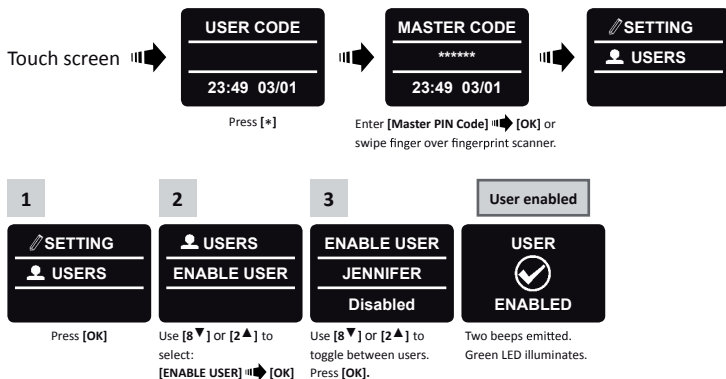 Touch screen
USER CODE
23:49 03/01
Press [*]
MASTER CODE
******
23:49 03/01
Enter [Master PIN Code] [OK] or
swipe finger over fingerprint scanner.
SETTING
USERS
1
SETTING
USERS
Press [OK]
2
USERS
ENABLE USER
Use [8▼] or [2▲] to
select:
[ENABLE USER] [OK]
3
ENABLE USER
JENNIFER
Disabled
Use [8▼] or [2▲] to
toggle between users.
Press [OK].
User enabled
USER
ENABLED
Two beeps emitted.
Green LED illuminates.